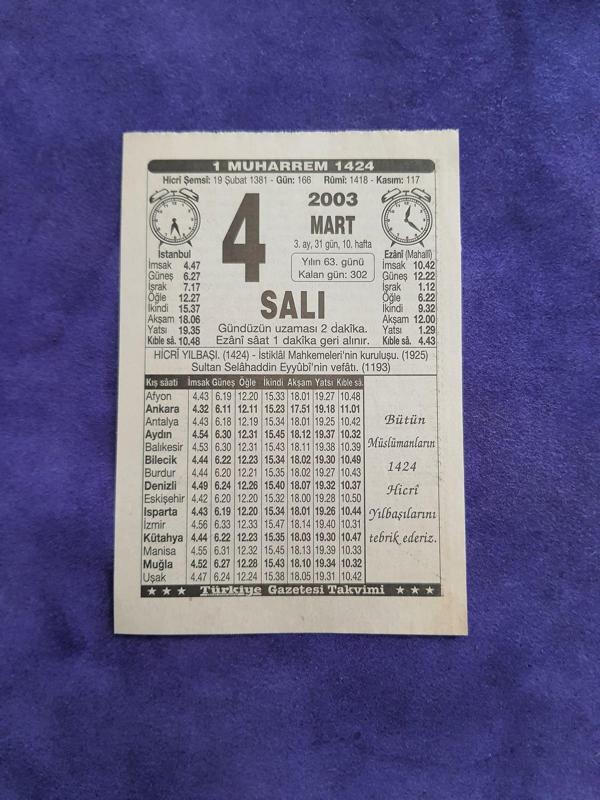 1 MUHARREM 1424
Hicrî Şemsî: 19 Şubat 1381 - Gün: 166 Rûmî: 1418 - Kasım: 117
4
2003
MART
3. ay, 31 gün, 10. hafta
Yılın 63. günü
Kalan gün: 302
SALI
İstanbul
İmsak 4.47
Güneş 6.27
İşrak 7.17
Öğle 12.27
İkindi 15.37
Akşam 18.06
Yatsı 19.35
Kıble sâ. 10.48
Ezânî (Mahallî)
İmsak 10.42
Güneş 12.22
İşrak 1.12
Öğle 6.22
İkindi 9.32
Akşam 12.00
Yatsı 1.29
Kıble sâ. 4.43
Gündüzün uzaması 2 dakîka.
Ezânî sâat 1 dakîka geri alınır.
HİCRÎ YILBAŞI. (1424) - İstiklâl Mahkemeleri'nin kuruluşu. (1925)
Sultan Selâhaddin Eyyûbî'nin vefâtı. (1193)
Kış sâati İmsak Güneş Öğle İkindi Akşam Yatsı Kıble sâ.
Afyon 4.43 6.19 12.20 15.33 18.01 19.27 10.48
Ankara 4.32 6.11 12.11 15.23 17.51 19.18 11.01
Antalya 4.43 6.18 12.19 15.34 18.01 19.25 10.42
Aydın 4.54 6.30 12.31 15.45 18.12 19.37 10.32
Balıkesir 4.53 6.30 12.31 15.43 18.11 19.38 10.39
Bilecik 4.44 6.22 12.23 15.34 18.02 19.30 10.49
Burdur 4.44 6.20 12.21 15.35 18.02 19.27 10.43
Denizli 4.49 6.24 12.26 15.40 18.07 19.32 10.37
Eskişehir 4.42 6.20 12.20 15.32 18.00 19.28 10.50
Isparta 4.43 6.19 12.20 15.34 18.01 19.26 10.44
İzmir 4.56 6.33 12.33 15.47 18.14 19.40 10.31
Kütahya 4.44 6.22 12.23 15.35 18.03 19.30 10.47
Manisa 4.55 6.31 12.32 15.45 18.13 19.39 10.33
Muğla 4.52 6.27 12.28 15.43 18.10 19.34 10.32
Uşak 4.47 6.24 12.24 15.38 18.05 19.31 10.42
Bütün
Müslümanların
1424
Hicrî
Yılbaşılarını
tebrik ederiz.
Türkiye Gazetesi Takvimi